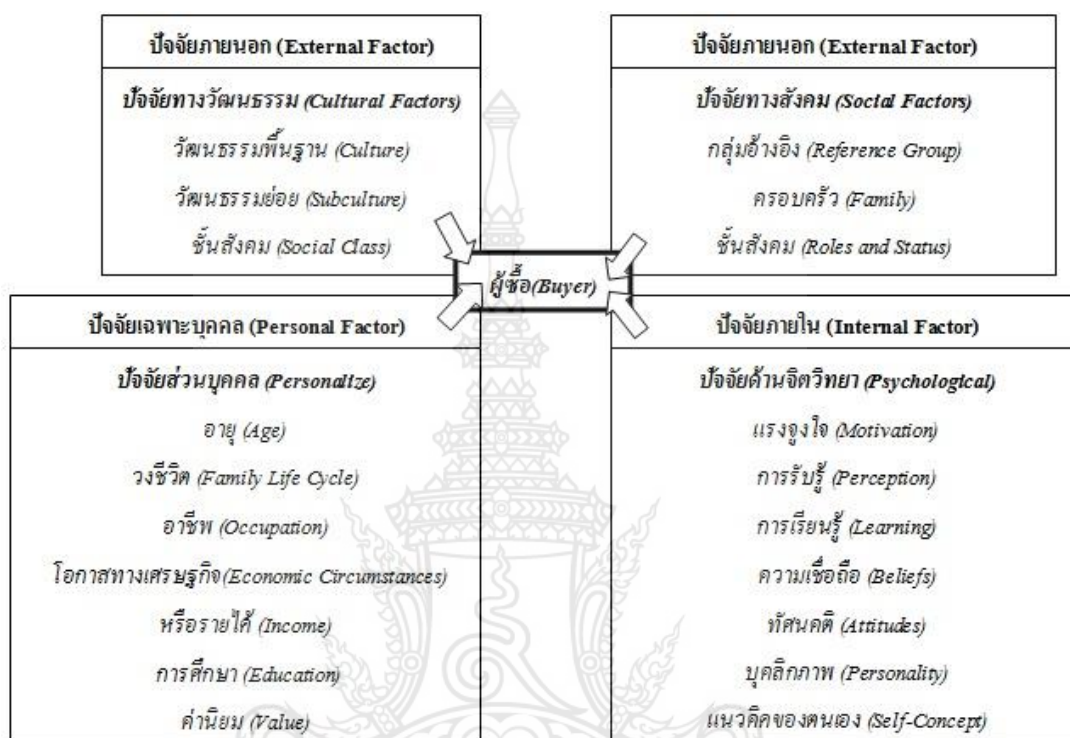 ปัจจัยภายนอก (External Factor)
ปัจจัยทางวัฒนธรรม (Cultural Factors)
วัฒนธรรมพื้นฐาน (Culture)
วัฒนธรรมย่อย (Subculture)
ชั้นสังคม (Social Class)
ปัจจัยภายนอก (External Factor)
ปัจจัยทางสังคม (Social Factors)
กลุ่มอ้างอิง (Reference Group)
ครอบครัว (Family)
ชั้นสังคม (Roles and Status)
ผู้ซื้อ(Buyer)
ปัจจัยเฉพาะบุคคล (Personal Factor)
ปัจจัยส่วนบุคคล (Personalize)
อายุ (Age)
วงชีวิต (Family Life Cycle)
อาชีพ (Occupation)
โอกาสทางเศรษฐกิจ(Economic Circumstances)
หรือรายได้ (Income)
การศึกษา (Education)
ค่านิยม (Value)
ปัจจัยภายใน (Internal Factor)
ปัจจัยด้านจิตวิทยา (Psychological)
แรงจูงใจ (Motivation)
การรับรู้ (Perception)
การเรียนรู้ (Learning)
ความเชื่อถือ (Beliefs)
ทัศนคติ (Attitudes)
บุคลิกภาพ (Personality)
แนวคิดของตนเอง (Self-Concept)